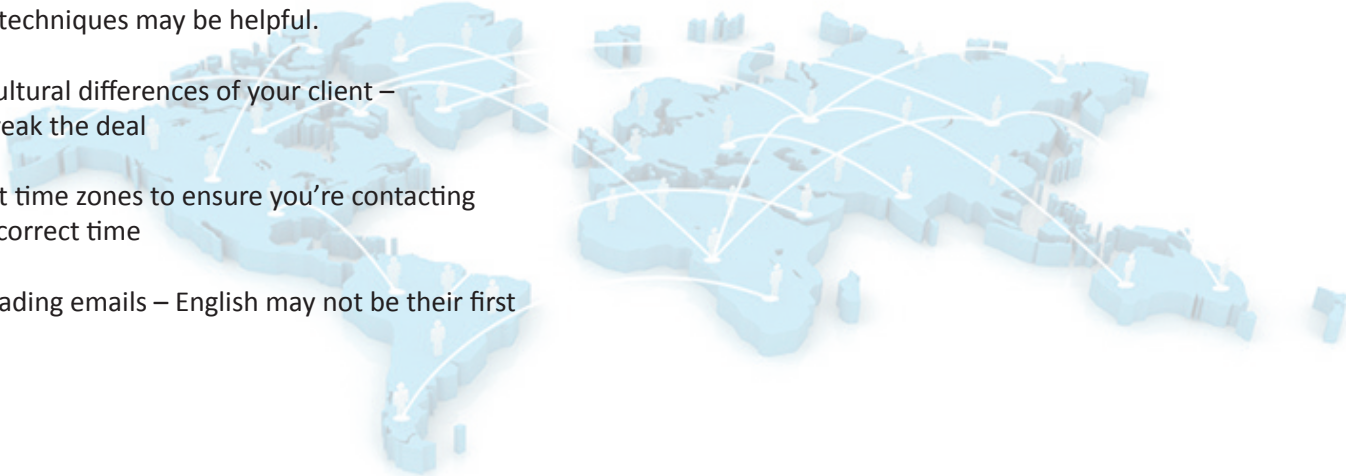 techniques may be helpful.
ultural differences of your client –
reak the deal
t time zones to ensure you’re contacting
correct time
ading emails – English may not be their first